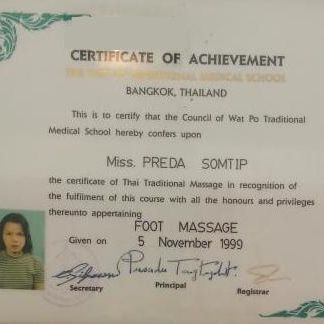 CERTIFICATE OF ACHIEVEMENT
MEDICAL SCHOOL
BANGKOK, THAILAND
This is to certify that the Council of Wat Po Traditional
Medical School hereby confers upon
Miss. PREDA SOMTIP
the certificate of Thai Traditional Massage in recognition of
the fulfilment of this course with all the honours and privileges
thereunto appertaining
FOOT MASSAGE
Given on 5 November 1999
Secretary Principal Registrar